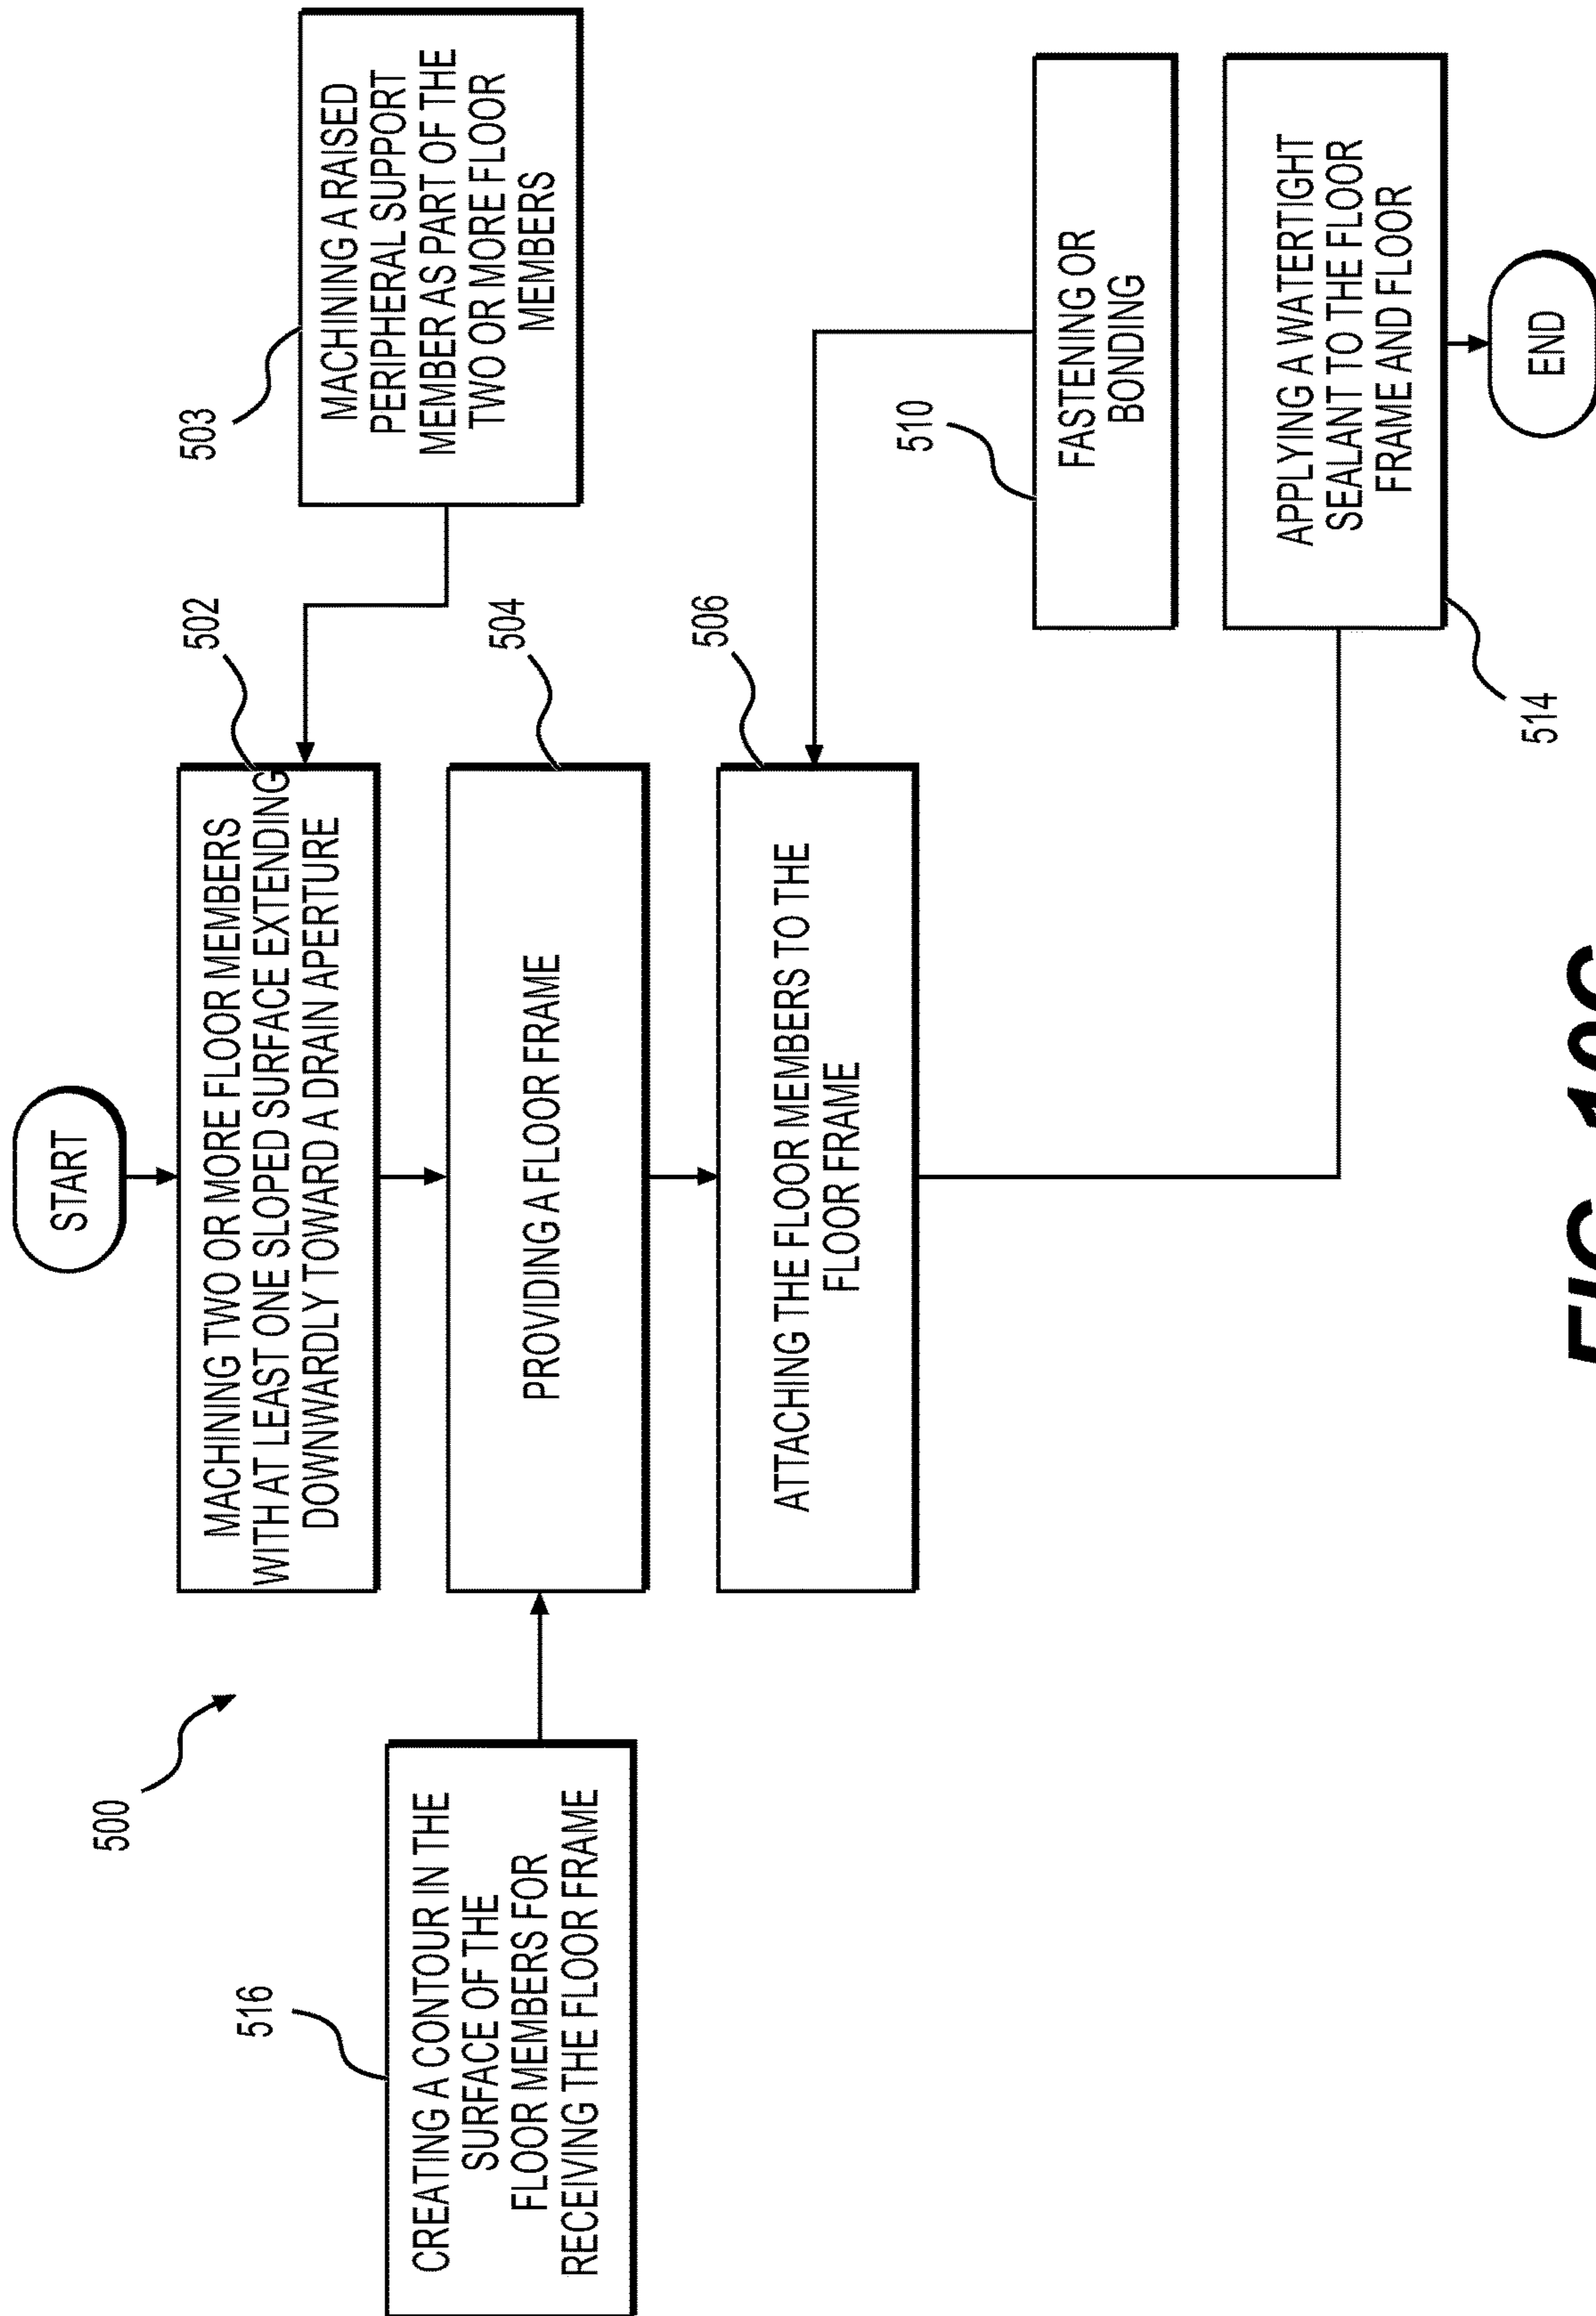 500
START
502
MACHINING TWO OR MORE FLOOR MEMBERS
WITH AT LEAST ONE SLOPED SURFACE EXTENDING
DOWNWARDLY TOWARD A DRAIN APERTURE
503
MACHINING A RAISED
PERIPHERAL SUPPORT
MEMBER AS PART OF THE
TWO OR MORE FLOOR
MEMBERS
516
CREATING A CONTOUR IN THE
SURFACE OF THE
FLOOR MEMBERS FOR
RECEIVING THE FLOOR FRAME
504
PROVIDING A FLOOR FRAME
506
ATTACHING THE FLOOR MEMBERS TO THE
FLOOR FRAME
510
FASTENING OR
BONDING
514
APPLYING A WATERTIGHT
SEALANT TO THE FLOOR
FRAME AND FLOOR
END
FIG. 10C